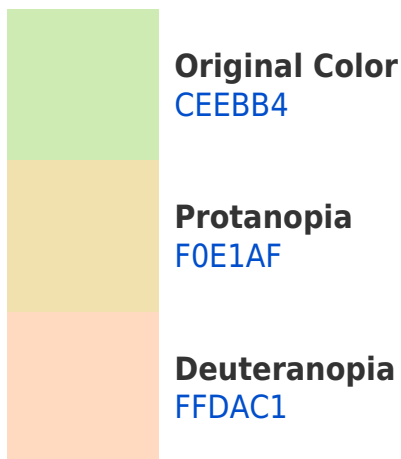 Original Color
CEEBB4
Protanopia
F0E1AF
Deuteranopia
FFDAC1